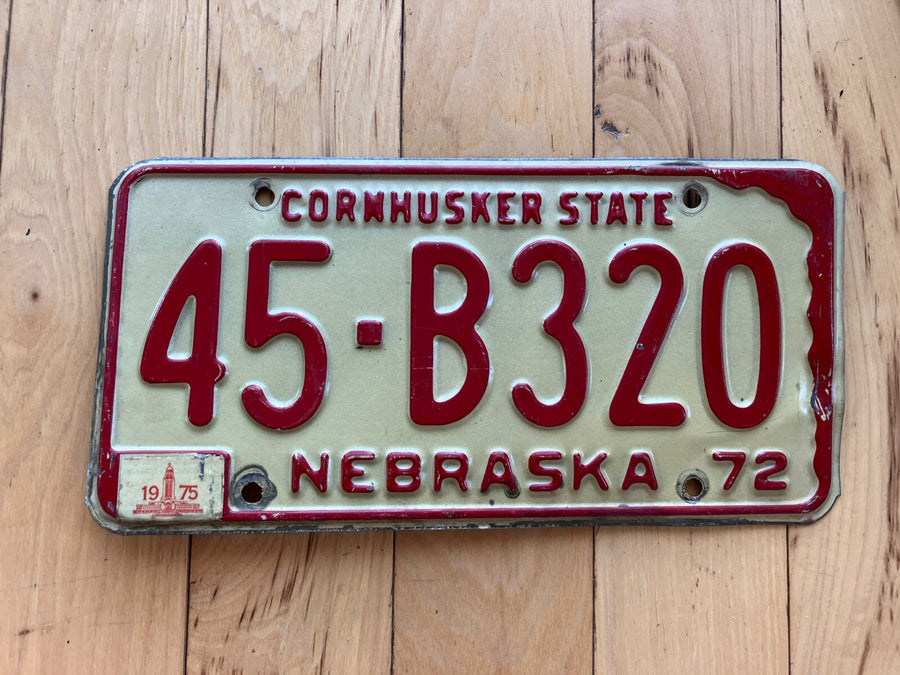 CORNHUSKER STATE
45·B320
NEBRASKA 72
1975